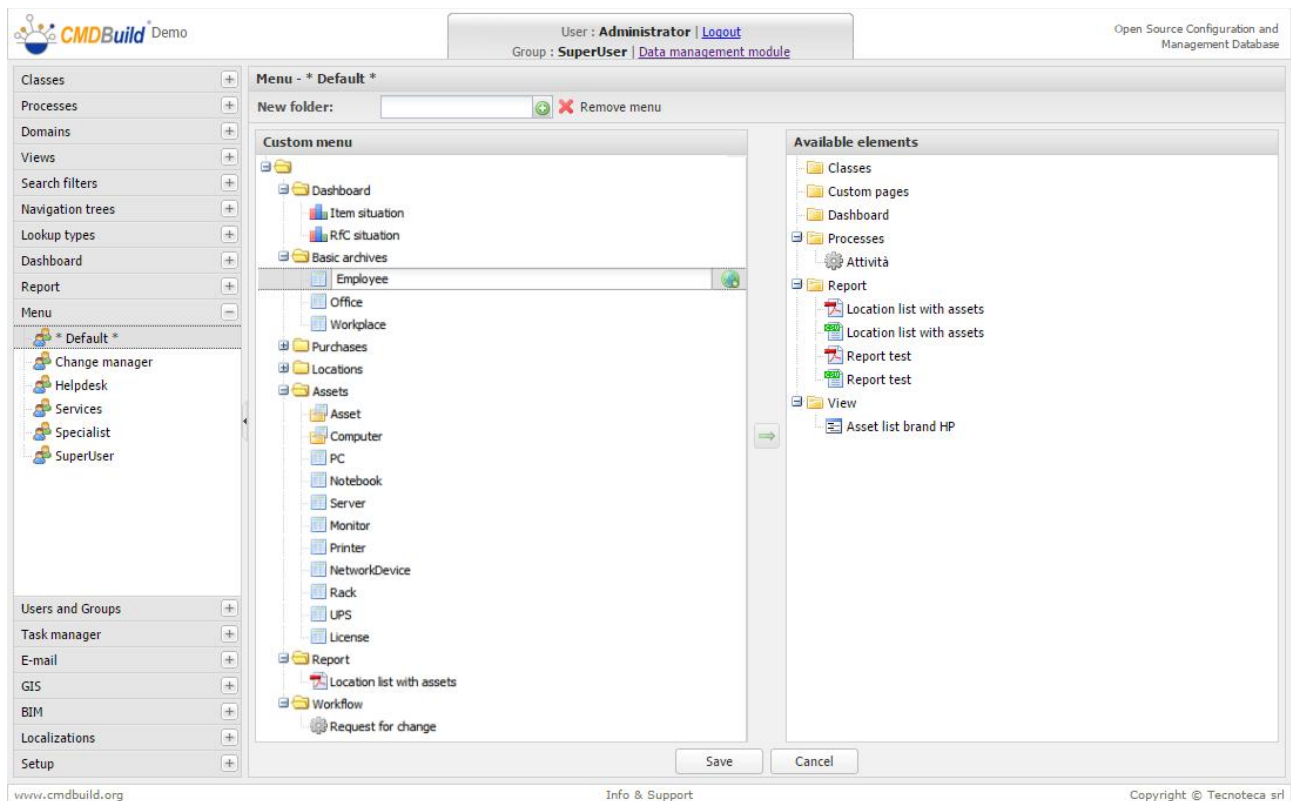 CMDBuild Demo
User : Administrator | Logout
Group : SuperUser | Data management module
Open Source Configuration and
Management Database
Classes
Processes
Domains
Views
Search filters
Navigation trees
Lookup types
Dashboard
Report
Menu
* Default *
Change manager
Helpdesk
Services
Specialist
SuperUser
Users and Groups
Task manager
E-mail
GIS
BIM
Localizations
Setup
Menu - * Default *
New folder:
Remove menu
Custom menu
Dashboard
Item situation
RfC situation
Basic archives
Employee
Office
Workplace
Purchases
Locations
Assets
Asset
Computer
PC
Notebook
Server
Monitor
Printer
NetworkDevice
Rack
UPS
License
Report
Location list with assets
Workflow
Request for change
Available elements
Classes
Custom pages
Dashboard
Processes
Attività
Report
Location list with assets
Location list with assets
Report test
Report test
View
Asset list brand HP
Save
Cancel
www.cmdbuild.org
Info & Support
Copyright © Tecnoteca srl